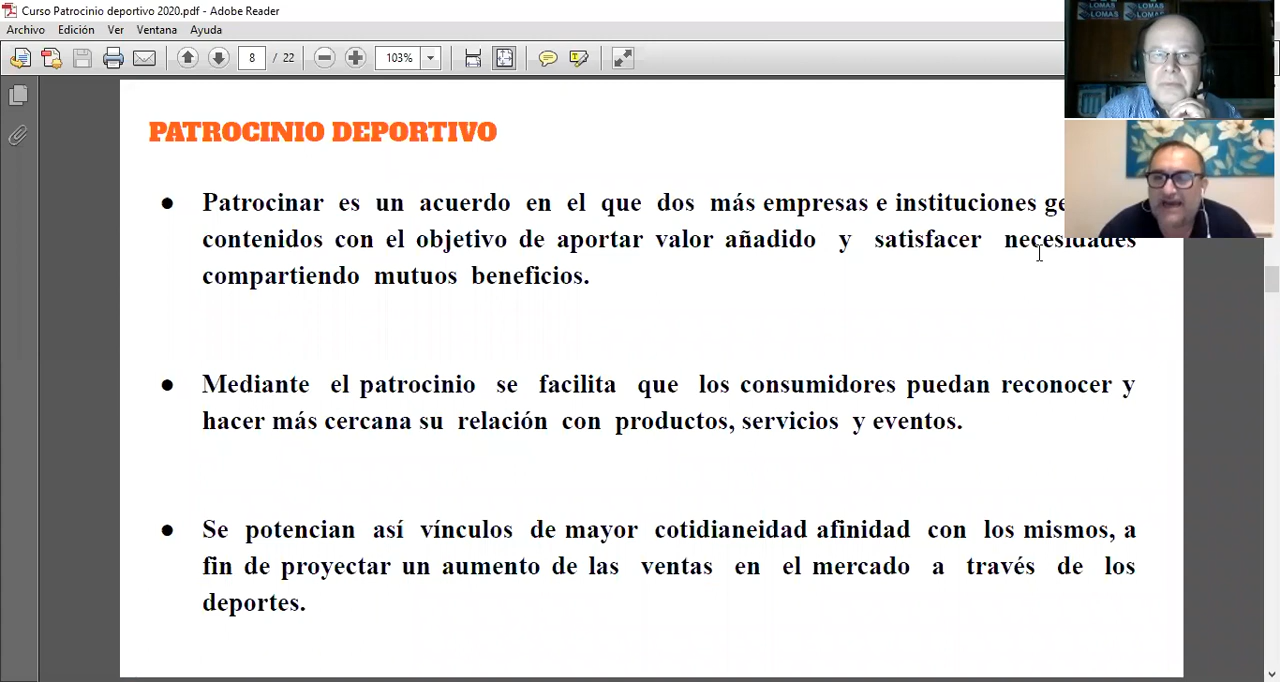 Curso Patrocinio deportivo 2020.pdf - Adobe Reader
Archivo Edición Ver Ventana Ayuda
8 / 22 103%
LOMAS LOMAS
LOMAS LOMAS
PATROCINIO DEPORTIVO
● Patrocinar es un acuerdo en el que dos más empresas e instituciones
contenidos con el objetivo de aportar valor añadido y satisfacer necesidades
compartiendo mutuos beneficios.
● Mediante el patrocinio se facilita que los consumidores puedan reconocer y
hacer más cercana su relación con productos, servicios y eventos.
● Se potencian así vínculos de mayor cotidianeidad afinidad con los mismos, a
fin de proyectar un aumento de las ventas en el mercado a través de los
deportes.